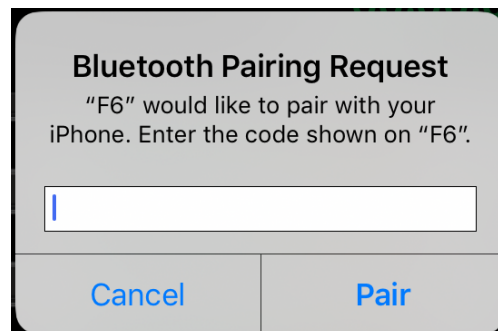 Bluetooth Pairing Request
“F6” would like to pair with your
iPhone. Enter the code shown on “F6”.
Cancel
Pair